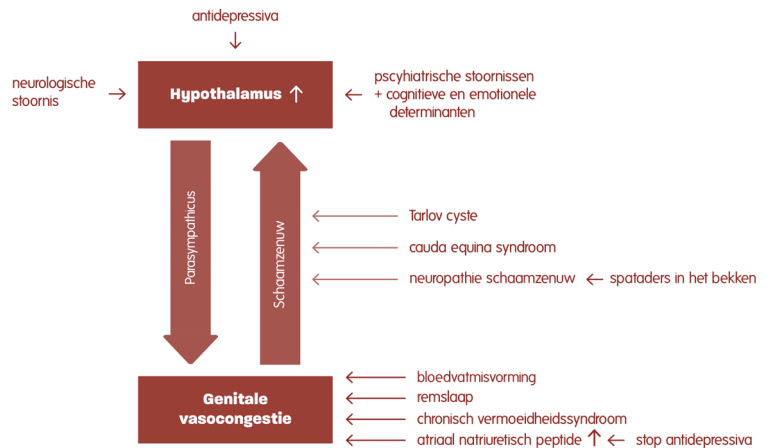 antidepressiva
neurologische
stoornis
Hypothalamus ↑
pscyhiatrische stoornissen
+ cognitieve en emotionele
determinanten
Parasympathicus
Schaamzenuw
Tarlov cyste
cauda equina syndroom
neuropathie schaamzenuw ← spataders in het bekken
Genitale
vasocongestie
bloedvatmisvorming
remslaap
chronisch vermoeidheidssyndroom
atriaal natriuretisch peptide ↑ ← stop antidepressiva